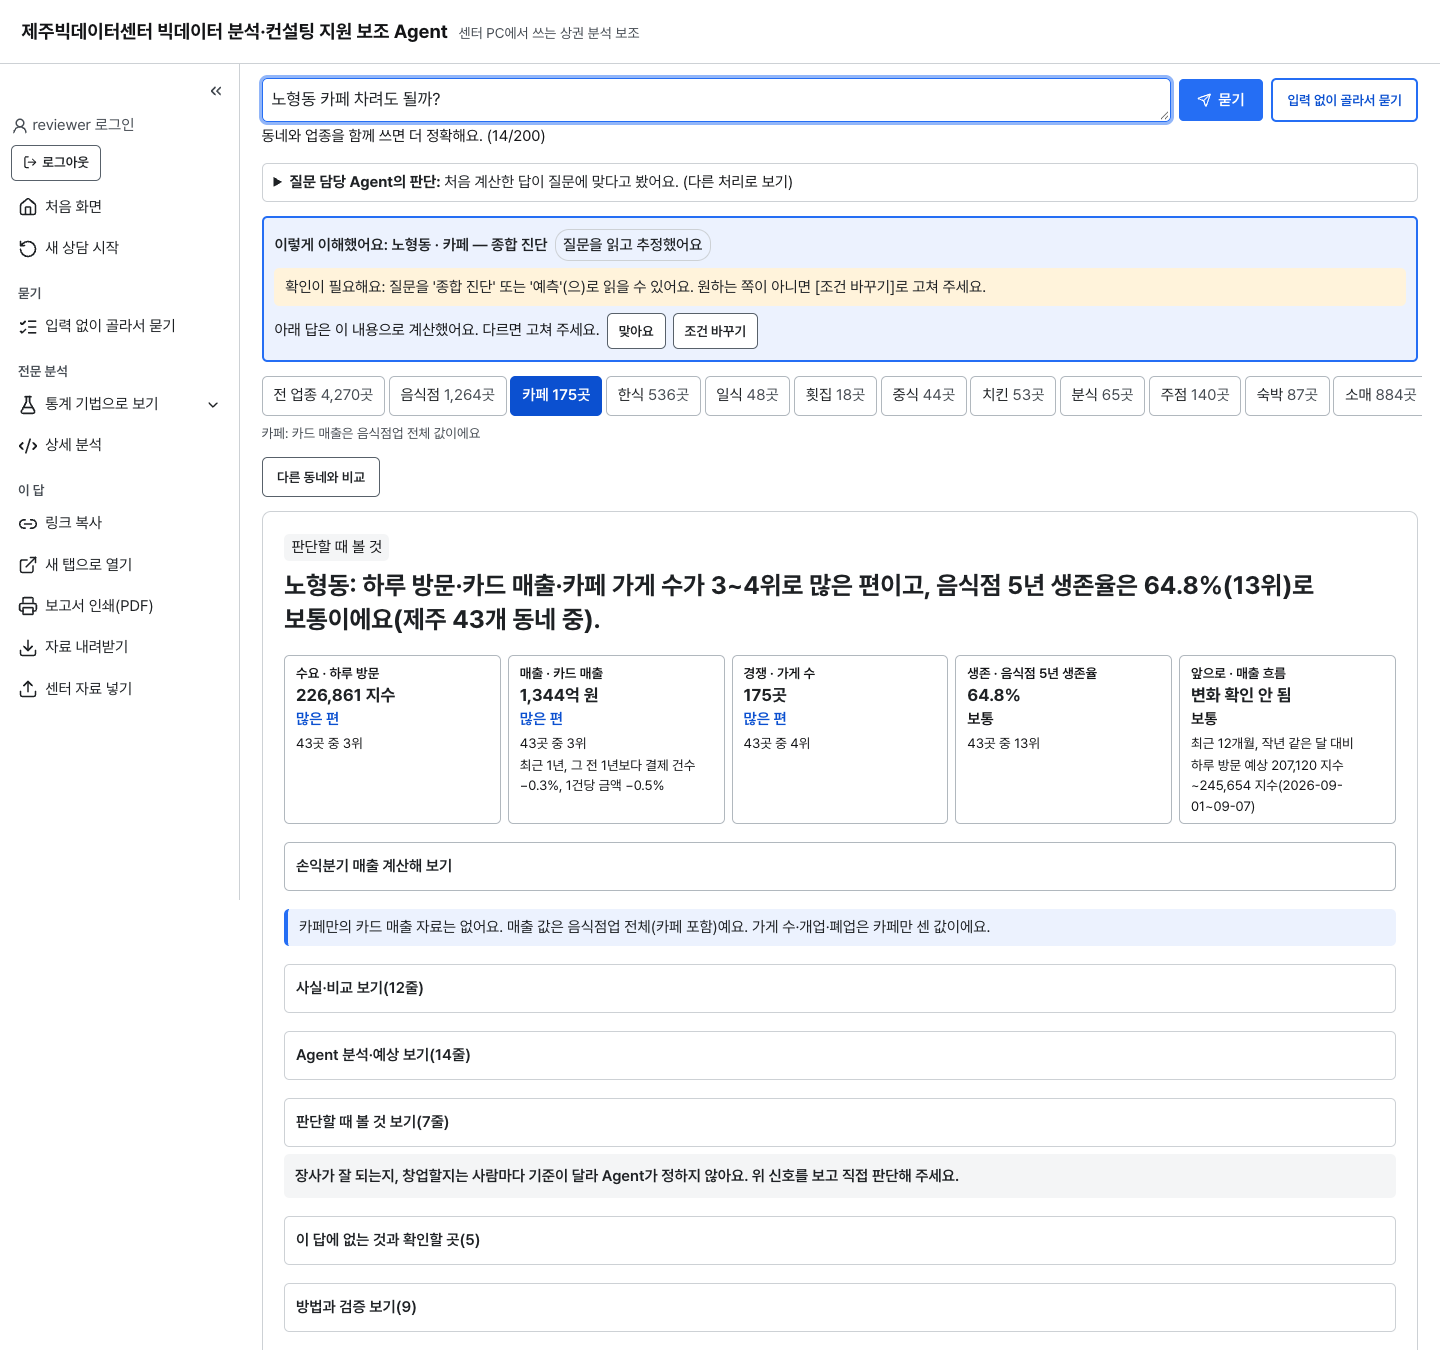 제주빅데이터센터 빅데이터 분석·컨설팅 지원 보조 Agent 센터 PC에서 쓰는 상권 분석 보조
«
reviewer 로그인
로그아웃
처음 화면
새 상담 시작
묻기
입력 없이 골라서 묻기
전문 분석
통계 기법으로 보기
상세 분석
이 답
링크 복사
새 탭으로 열기
보고서 인쇄(PDF)
자료 내려받기
센터 자료 넣기
노형동 카페 차려도 될까?
묻기
입력 없이 골라서 묻기
동네와 업종을 함께 쓰면 더 정확해요. (14/200)
▶ 질문 담당 Agent의 판단: 처음 계산한 답이 질문에 맞다고 봤어요. (다른 처리로 보기)
이렇게 이해했어요: 노형동 · 카페 — 종합 진단 질문을 읽고 추정했어요
확인이 필요해요: 질문을 '종합 진단' 또는 '예측'(으)로 읽을 수 있어요. 원하는 쪽이 아니면 [조건 바꾸기]로 고쳐 주세요.
아래 답은 이 내용으로 계산했어요. 다르면 고쳐 주세요. 맞아요 조건 바꾸기
전 업종 4,270곳 음식점 1,264곳 카페 175곳 한식 536곳 일식 48곳 횟집 18곳 중식 44곳 치킨 53곳 분식 65곳 주점 140곳 숙박 87곳 소매 884곳
카페: 카드 매출은 음식점업 전체 값이에요
다른 동네와 비교
판단할 때 볼 것
노형동: 하루 방문·카드 매출·카페 가게 수가 3~4위로 많은 편이고, 음식점 5년 생존율은 64.8%(13위)로
보통이에요(제주 43개 동네 중).
수요 · 하루 방문
226,861 지수
많은 편
43곳 중 3위
매출 · 카드 매출
1,344억 원
많은 편
43곳 중 3위
최근 1년, 그 전 1년보다 결제 건수
−0.3%, 1건당 금액 −0.5%
경쟁 · 가게 수
175곳
많은 편
43곳 중 4위
생존 · 음식점 5년 생존율
64.8%
보통
43곳 중 13위
앞으로 · 매출 흐름
변화 확인 안 됨
보통
최근 12개월, 작년 같은 달 대비
하루 방문 예상 207,120 지수
~245,654 지수(2026-09-
01~09-07)
손익분기 매출 계산해 보기
카페만의 카드 매출 자료는 없어요. 매출 값은 음식점업 전체(카페 포함)예요. 가게 수·개업·폐업은 카페만 센 값이에요.
사실·비교 보기(12줄)
Agent 분석·예상 보기(14줄)
판단할 때 볼 것 보기(7줄)
장사가 잘 되는지, 창업할지는 사람마다 기준이 달라 Agent가 정하지 않아요. 위 신호를 보고 직접 판단해 주세요.
이 답에 없는 것과 확인할 곳(5)
방법과 검증 보기(9)